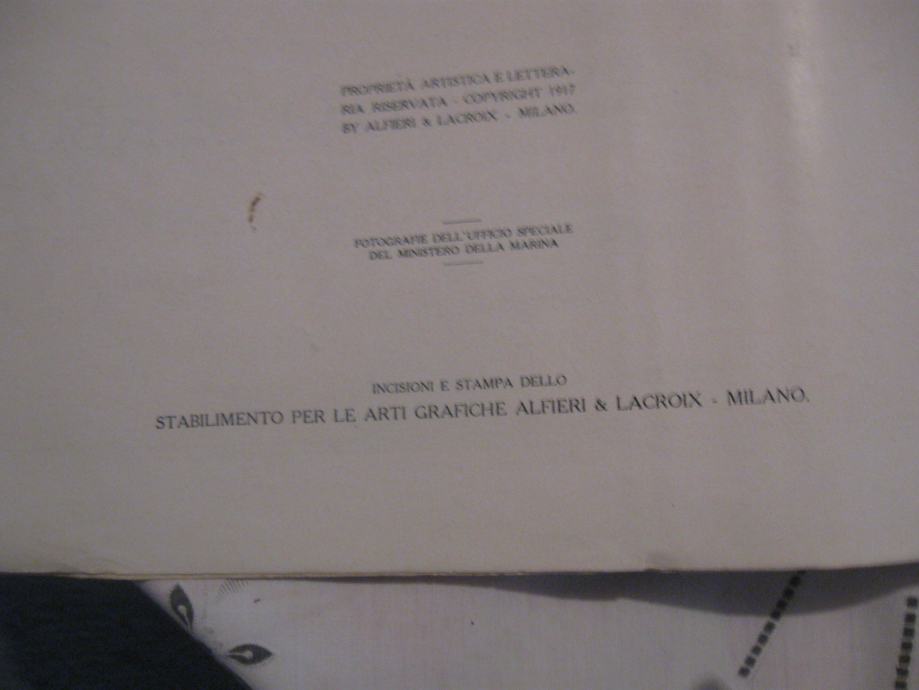 PROPRIETÀ ARTISTICA E LETTERA-
RIA RISERVATA - COPYRIGHT 1917
BY ALFIERI & LACROIX - MILANO.
FOTOGRAFIE DELL'UFFICIO SPECIALE
DEL MINISTERO DELLA MARINA
INCISIONI E STAMPA DELLO
STABILIMENTO PER LE ARTI GRAFICHE ALFIERI & LACROIX - MILANO.